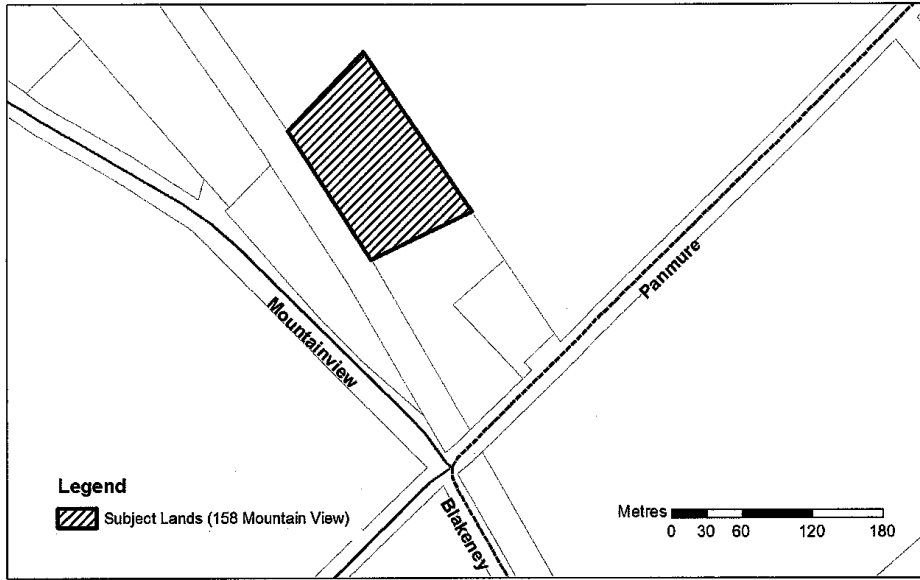 Panmure
Mountainview
Blakeney
Legend
Subject Lands (158 Mountain View)
Metres
0 30 60 120 180